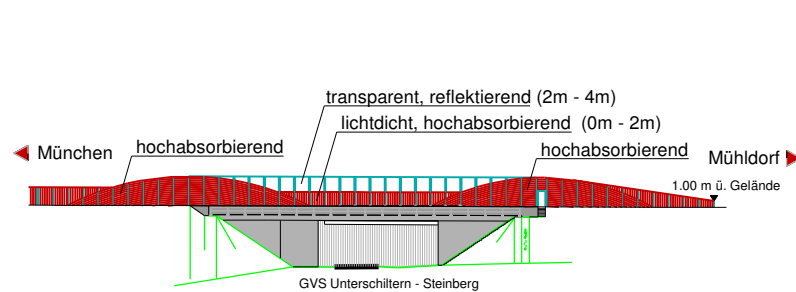 transparent, reflektierend (2m - 4m)
lichtdicht, hochabsorbierend (0m - 2m)
München
hochabsorbierend
hochabsorbierend
Mühldorf
1.00 m ü. Gelände
GVS Unterschiltern - Steinberg